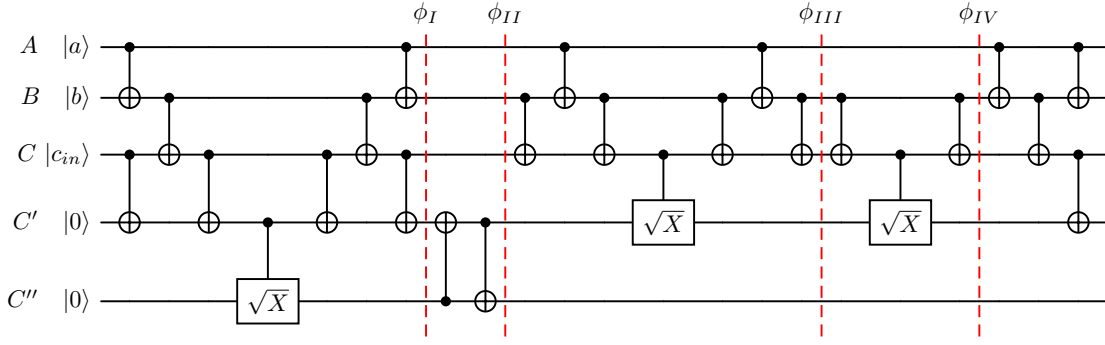 ϕ_I ϕ_II ϕ_III ϕ_IV
A |a⟩
B |b⟩
C |c_in⟩
C′ |0⟩ √X √X
C′′ |0⟩ √X